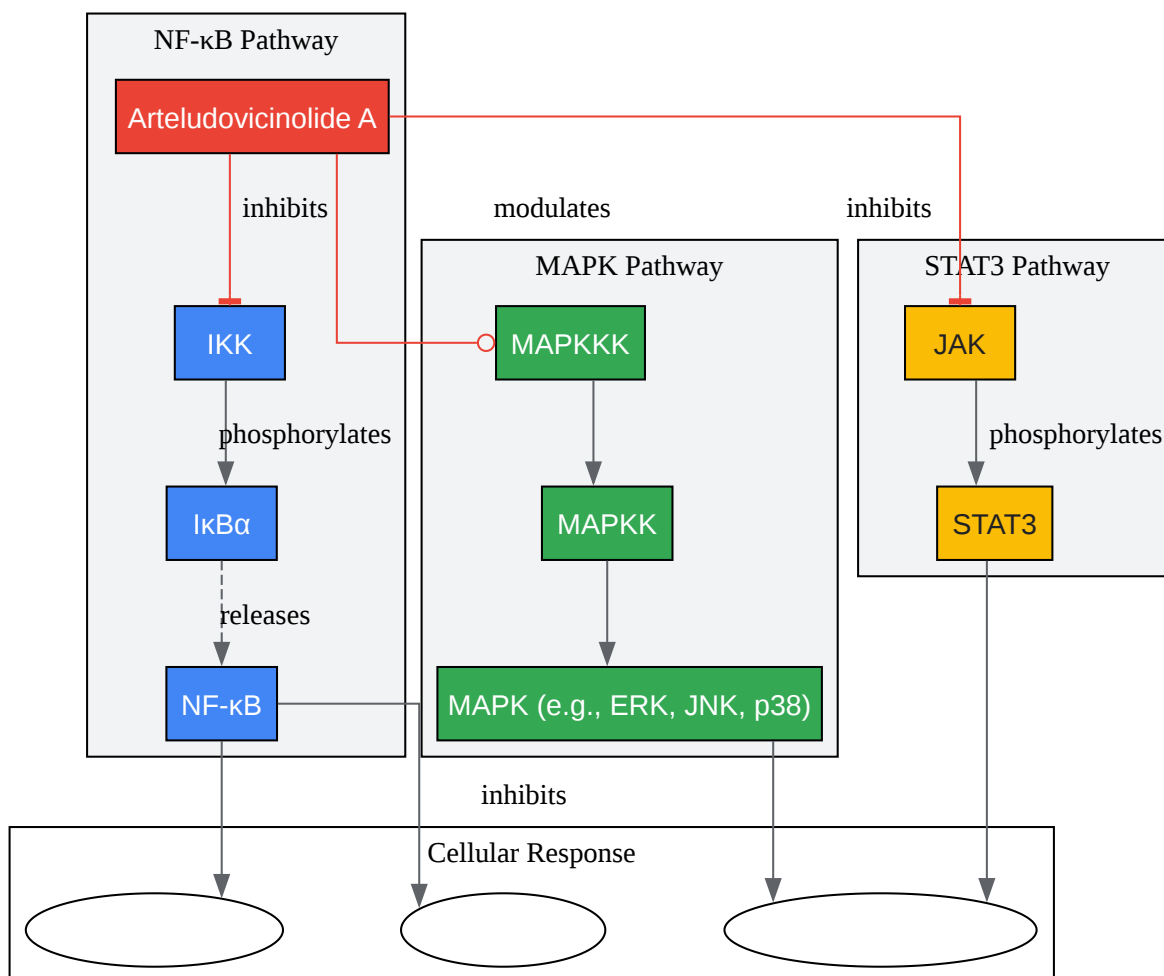 NF-κB Pathway
Arteludovicinolide A
inhibits
modulates
inhibits
MAPK Pathway
STAT3 Pathway
IKK
MAPKKK
JAK
phosphorylates
phosphorylates
IκBα
MAPKK
STAT3
releases
NF-κB
MAPK (e.g., ERK, JNK, p38)
inhibits
Cellular Response